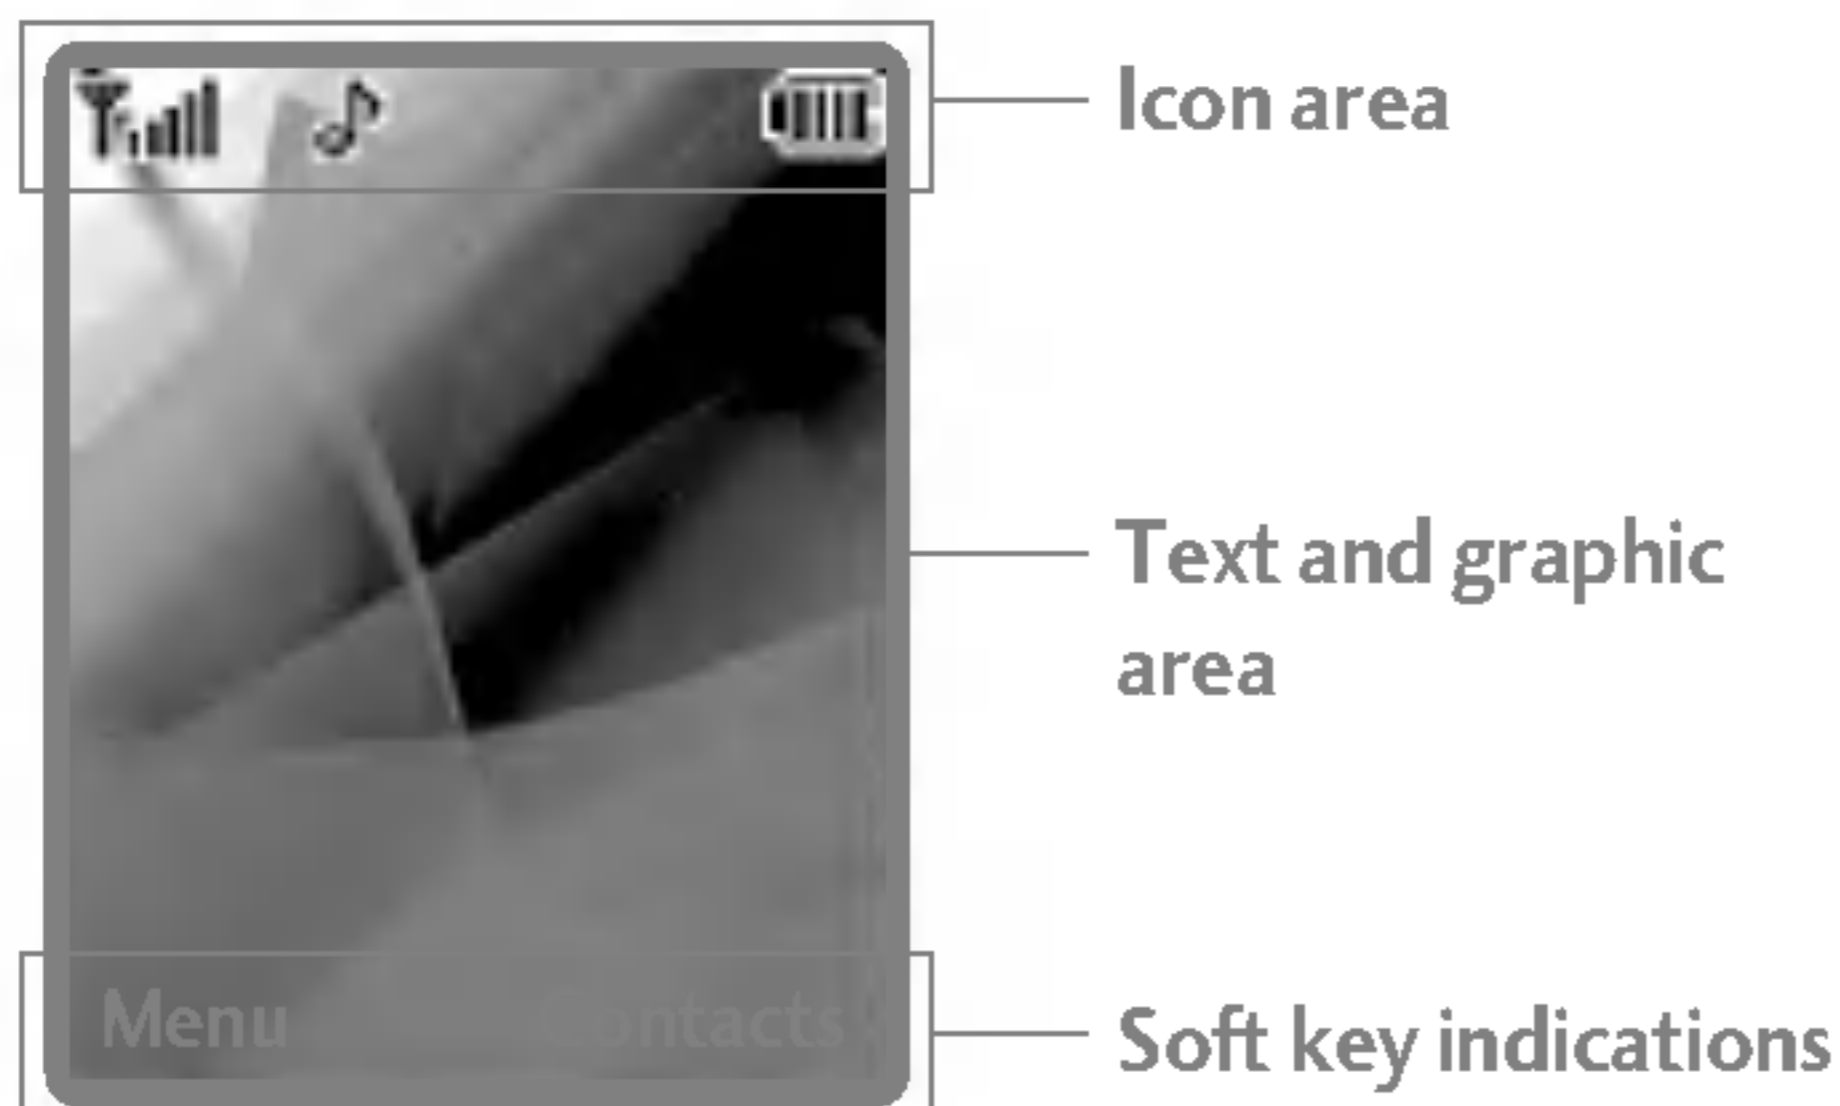 Icon area
Text and graphic
area
Menu Contacts
Soft key indications